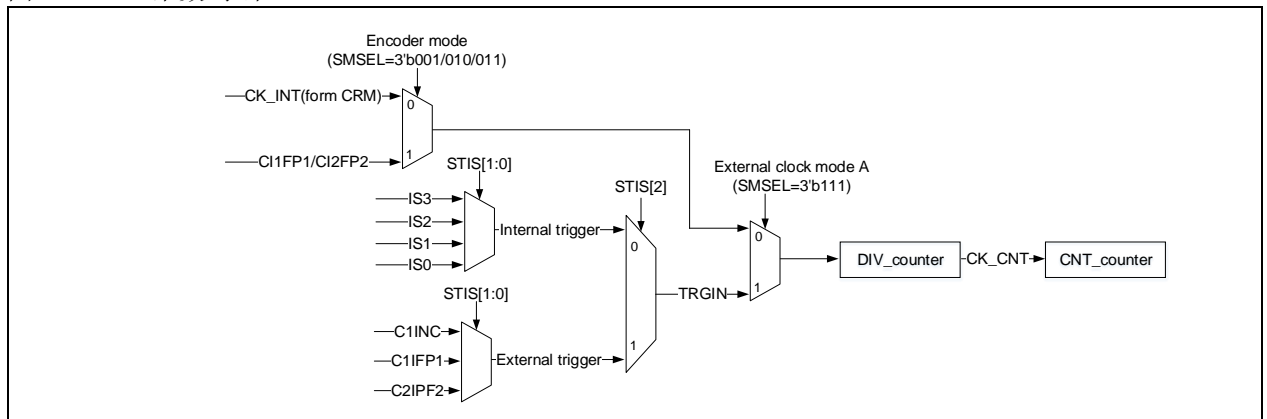 Encoder mode
(SMSEL=3'b001/010/011)
CK_INT(form CRM)
0
CI1FP1/CI2FP2
1
STIS[1:0]
IS3
IS2
IS1
IS0
Internal trigger
STIS[2]
0
1
External clock mode A
(SMSEL=3'b111)
0
1
TRGIN
DIV_counter
CK_CNT
CNT_counter
STIS[1:0]
C1INC
C1IFP1
C2IPF2
External trigger